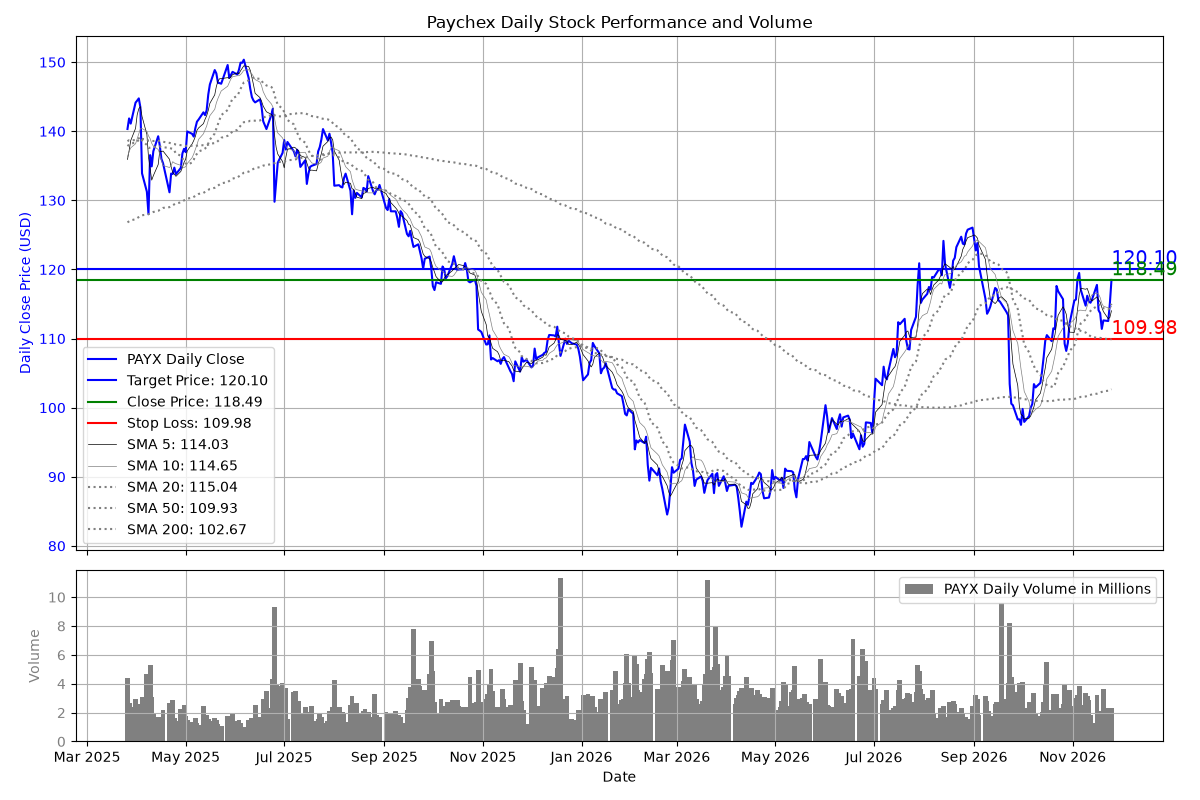 Paychex Daily Stock Performance and Volume
Daily Close Price (USD)
150
140
130
120
110
100
90
80
120.10
118.49
109.98
PAYX Daily Close
Target Price: 120.10
Close Price: 118.49
Stop Loss: 109.98
SMA 5: 114.03
SMA 10: 114.65
SMA 20: 115.04
SMA 50: 109.93
SMA 200: 102.67
Volume
10
8
6
4
2
0
PAYX Daily Volume in Millions
Mar 2025 May 2025 Jul 2025 Sep 2025 Nov 2025 Jan 2026 Mar 2026 May 2026 Jul 2026 Sep 2026 Nov 2026
Date